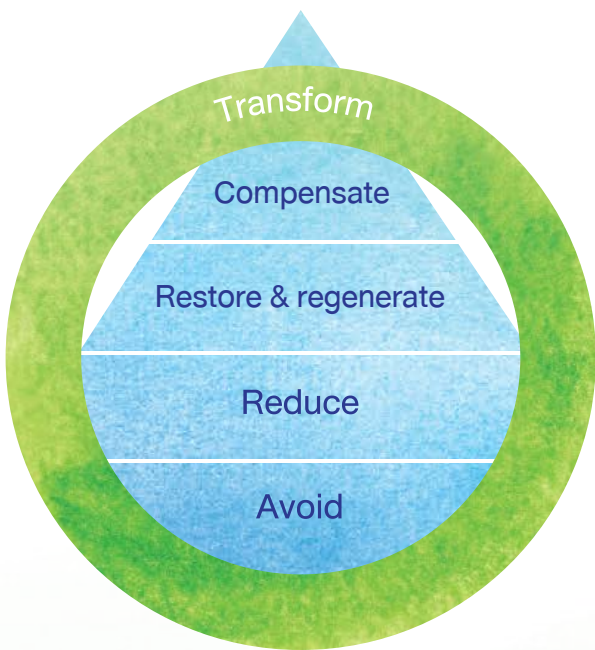 Transform
Compensate
Restore & regenerate
Reduce
Avoid